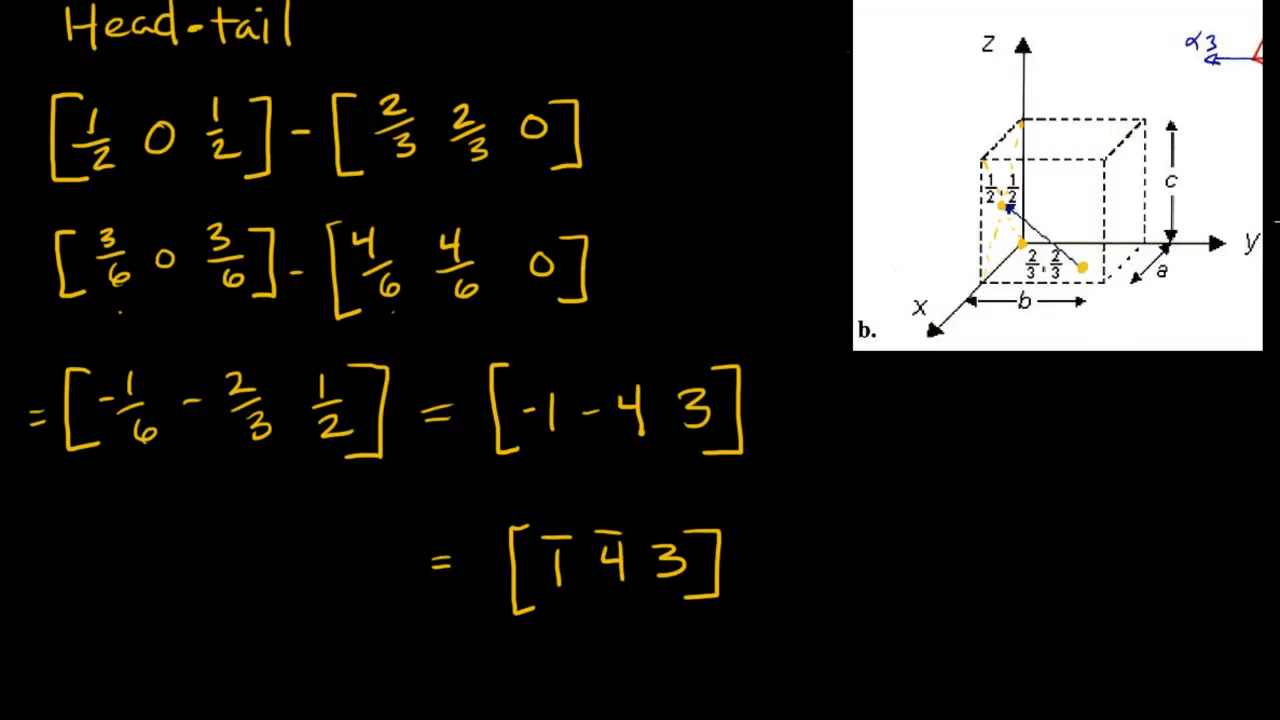 Head-tail
[1/2 0 1/2] - [2/3 2/3 0]
[3/6 0 3/6] - [4/6 4/6 0]
= [-1/6 -2/3 1/2] = [-1 -4 3]
= [1̅ 4̅ 3]
α3
z
1/2, 1/2
c
y
2/3, 2/3
a
x
b
b.